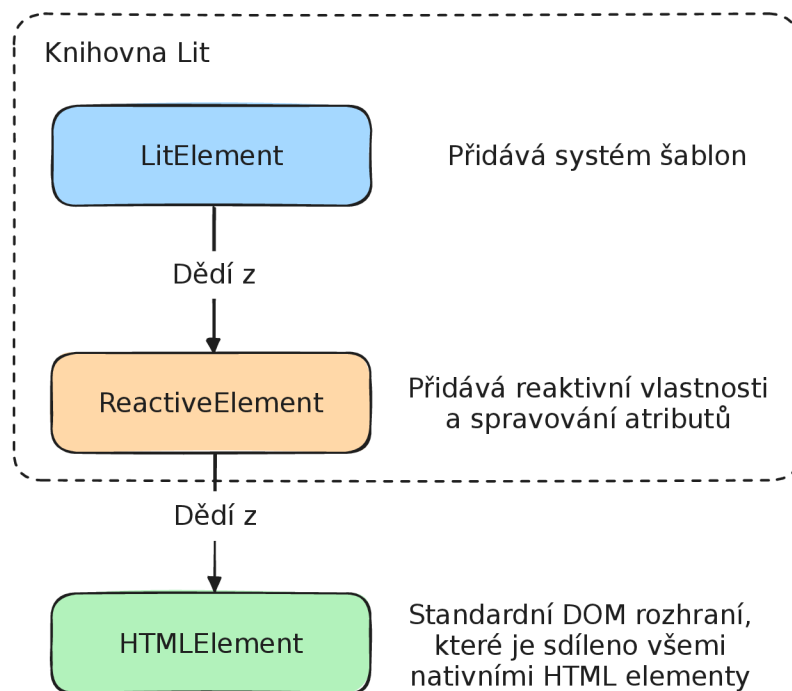 Knihovna Lit
LitElement
Přidává systém šablon
Dědí z
ReactiveElement
Přidává reaktivní vlastnosti
a spravování atributů
Dědí z
HTMLElement
Standardní DOM rozhraní,
které je sdíleno všemi
nativními HTML elementy